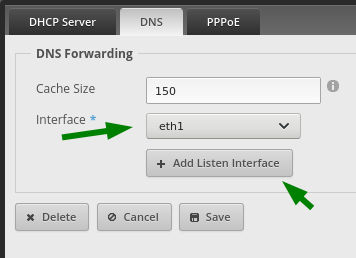 DHCP Server
DNS
PPPoE
DNS Forwarding
Cache Size
150
Interface *
eth1
+ Add Listen Interface
Delete
Cancel
Save